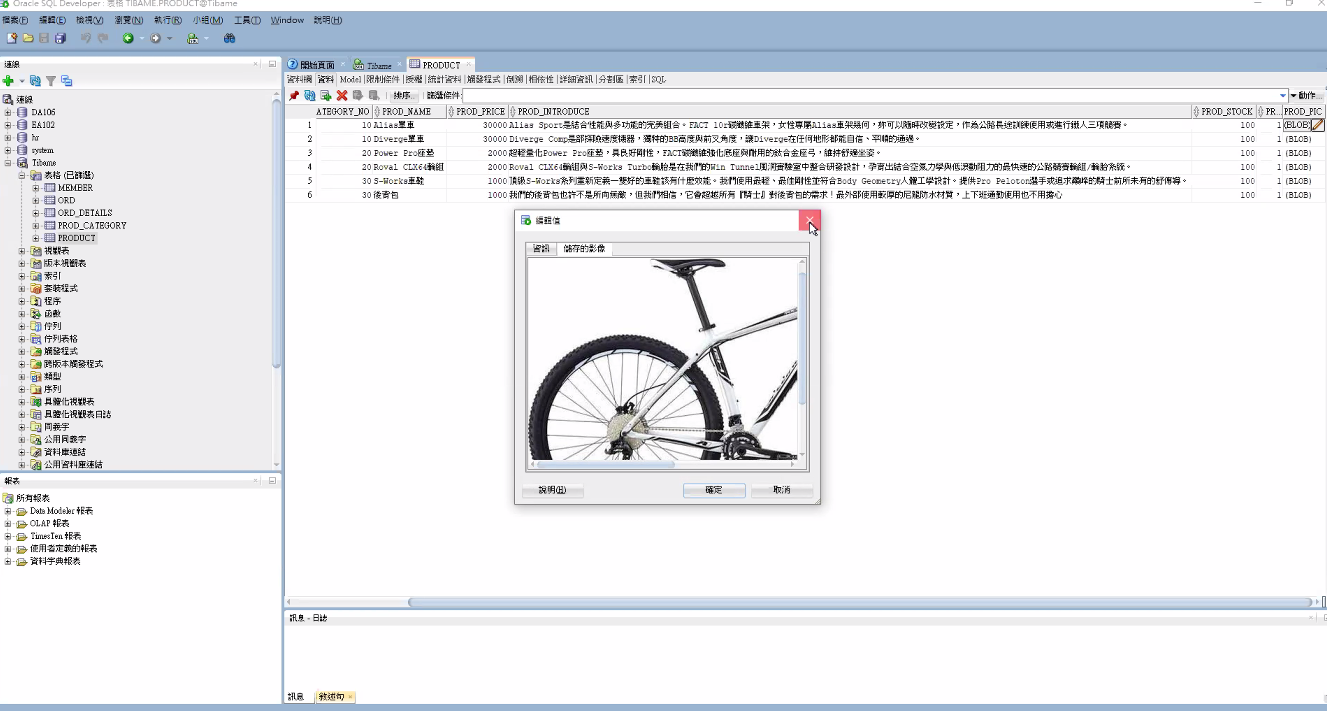 Oracle SQL Developer : 表格 TIBAME.PRODUCT@Tibame
檔案(F) 編輯(E) 檢視(V) 瀏覽(N) 執行(R) 小組(M) 工具(T) Window 說明(H)
連線
連線
DA106
EA102
hr
system
Tibame
表格 (已篩選)
MEMBER
ORD
ORD_DETAILS
PROD_CATEGORY
PRODUCT
視觀表
版本視觀表
索引
套裝程式
程序
函數
佇列
佇列表格
觸發程式
跨版本觸發程式
類型
序列
具體化視觀表
具體化視觀表日誌
同義字
公用同義字
資料庫連結
公用資料庫連結
報表
所有報表
Data Modeler 報表
OLAP 報表
TimesTen 報表
使用者定義的報表
資料字典報表
開始頁面 Tibame PRODUCT
資料欄 資料 Model 限制條件 授權 統計資料 觸發程式 倒溯 相依性 詳細資訊 分割區 索引 SQL
排序... 篩選條件: 動作...
ATEGORY_NO PROD_NAME PROD_PRICE PROD_INTRODUCE PROD_STOCK PR... PROD_PIC
1 10 Alias單車 30000 Alias Sport是結合性能與多功能的完美組合。FACT 10r碳纖維車架，女性專屬Alias車架幾何，妳可以隨時改變設定，作為公路長途訓練使用或進行鐵人三項競賽。 100 1 (BLOB)
2 10 Diverge單車 30000 Diverge Comp是部探險速度機器，獨特的BB高度與前叉角度，讓Diverge在任何地形都能自信、平順的通過。 100 1 (BLOB)
3 20 Power Pro座墊 2000 超輕量化Power Pro座墊，具良好剛性，FACT碳纖維強化底座與耐用的鈦合金座弓，維持舒適坐姿。 100 1 (BLOB)
4 20 Roval CLX64輪組 2000 Roval CLX64輪組與S-Works Turbo輪胎是在我們的Win Tunnel風洞實驗室中整合研發設計，孕育出結合空氣力學與低滾動阻力的最快速的公路競賽輪組/輪胎系統。 100 1 (BLOB)
5 30 S-Works車鞋 1000 頂級S-Works系列重新定義一雙好的車鞋該有什麼效能。我們使用最輕、最佳剛性並符合Body Geometry人體工學設計。提供Pro Peloton選手或追求巔峰的騎士前所未有的舒傳導。 100 1 (BLOB)
6 30 後背包 1000 我們的後背包也許不是所向無敵，但我們相信，它會超越所有『騎士』對後背包的需求！最外部使用較厚的尼龍防水材質，上下班通勤使用也不用擔心 100 1 (BLOB)
編輯值
資訊 儲存的影像
說明(H) 確定 取消
訊息 - 日誌
訊息 敘述句